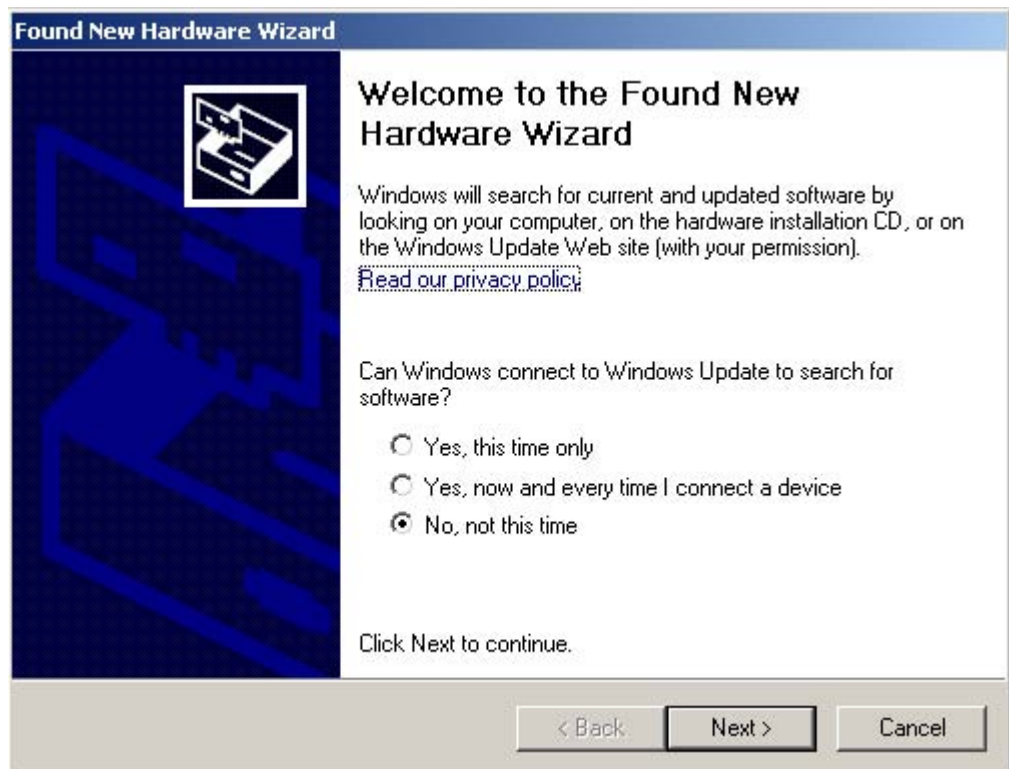 Found New Hardware Wizard
Welcome to the Found New
Hardware Wizard
Windows will search for current and updated software by
looking on your computer, on the hardware installation CD, or on
the Windows Update Web site (with your permission).
Read our privacy policy
Can Windows connect to Windows Update to search for
software?
Yes, this time only
Yes, now and every time I connect a device
No, not this time
Click Next to continue.
< Back
Next >
Cancel